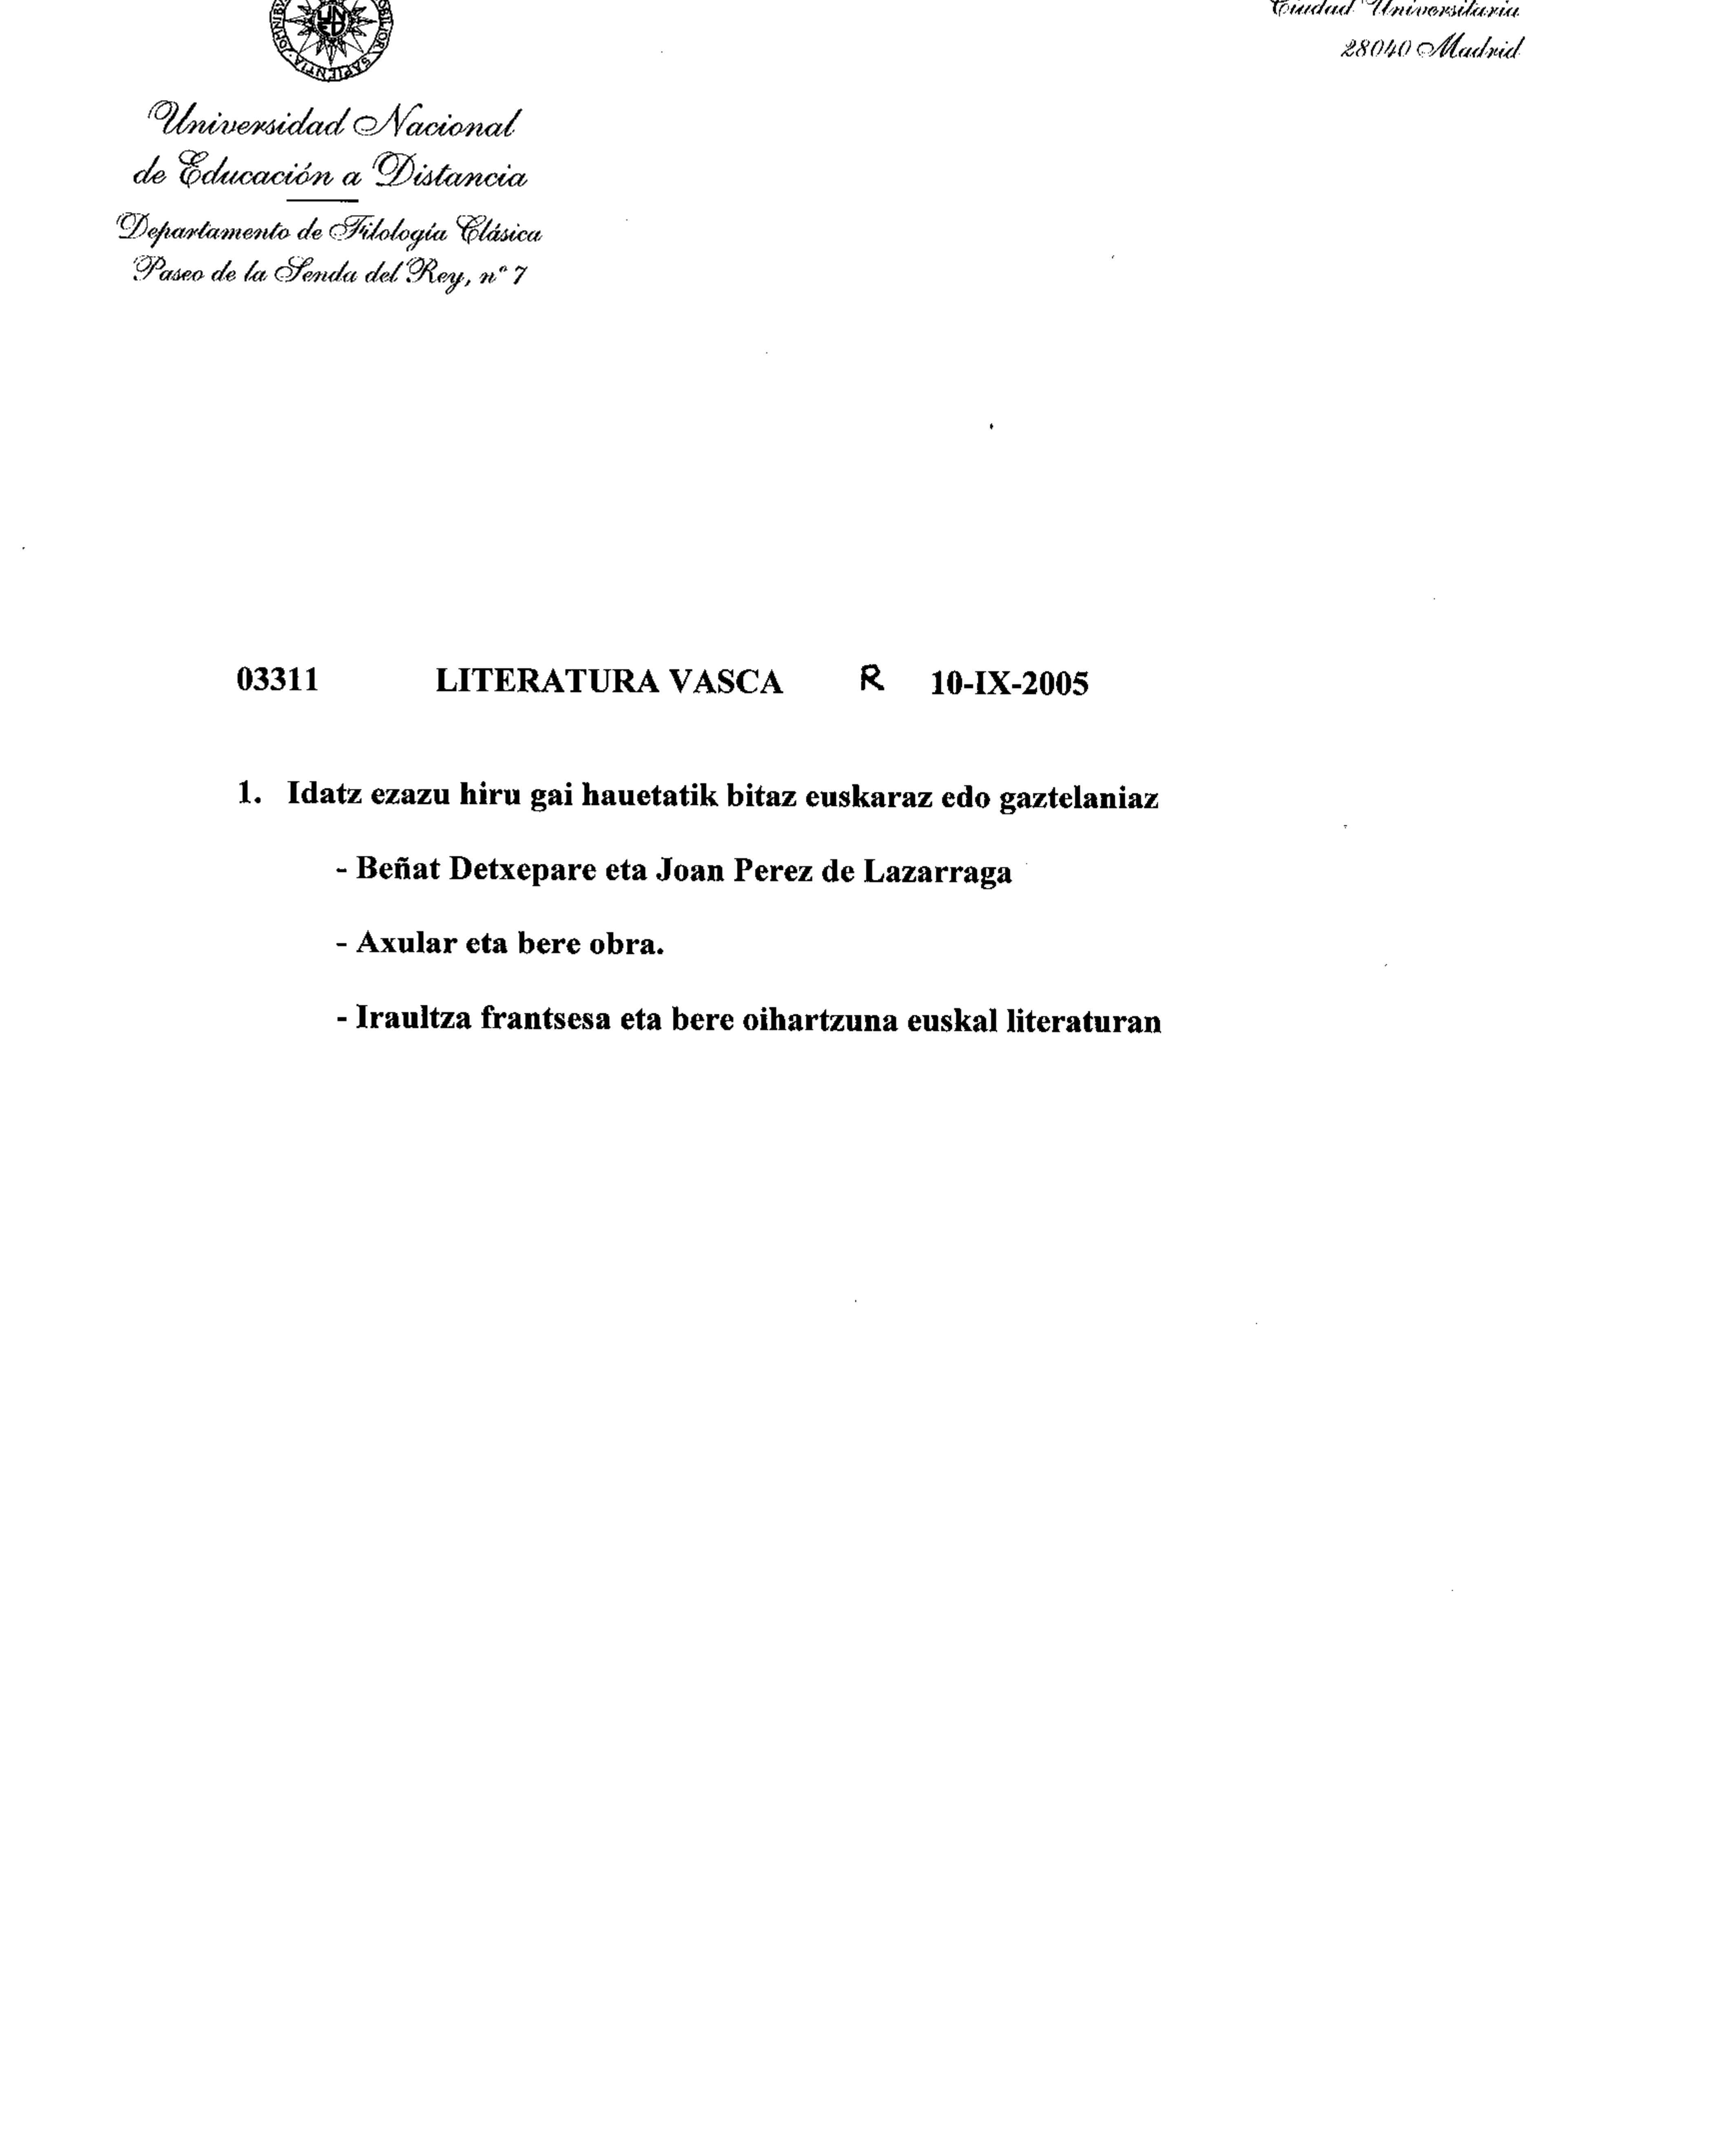 Ciudad Universitaria
28040 Madrid
Universidad Nacional
de Educación a Distancia
Departamento de Filología Clásica
Paseo de la Senda del Rey, nº 7
03311 LITERATURA VASCA R 10-IX-2005
1. Idatz ezazu hiru gai hauetatik bitaz euskaraz edo gaztelaniaz
- Beñat Detxepare eta Joan Perez de Lazarraga
- Axular eta bere obra.
- Iraultza frantsesa eta bere oihartzuna euskal literaturan